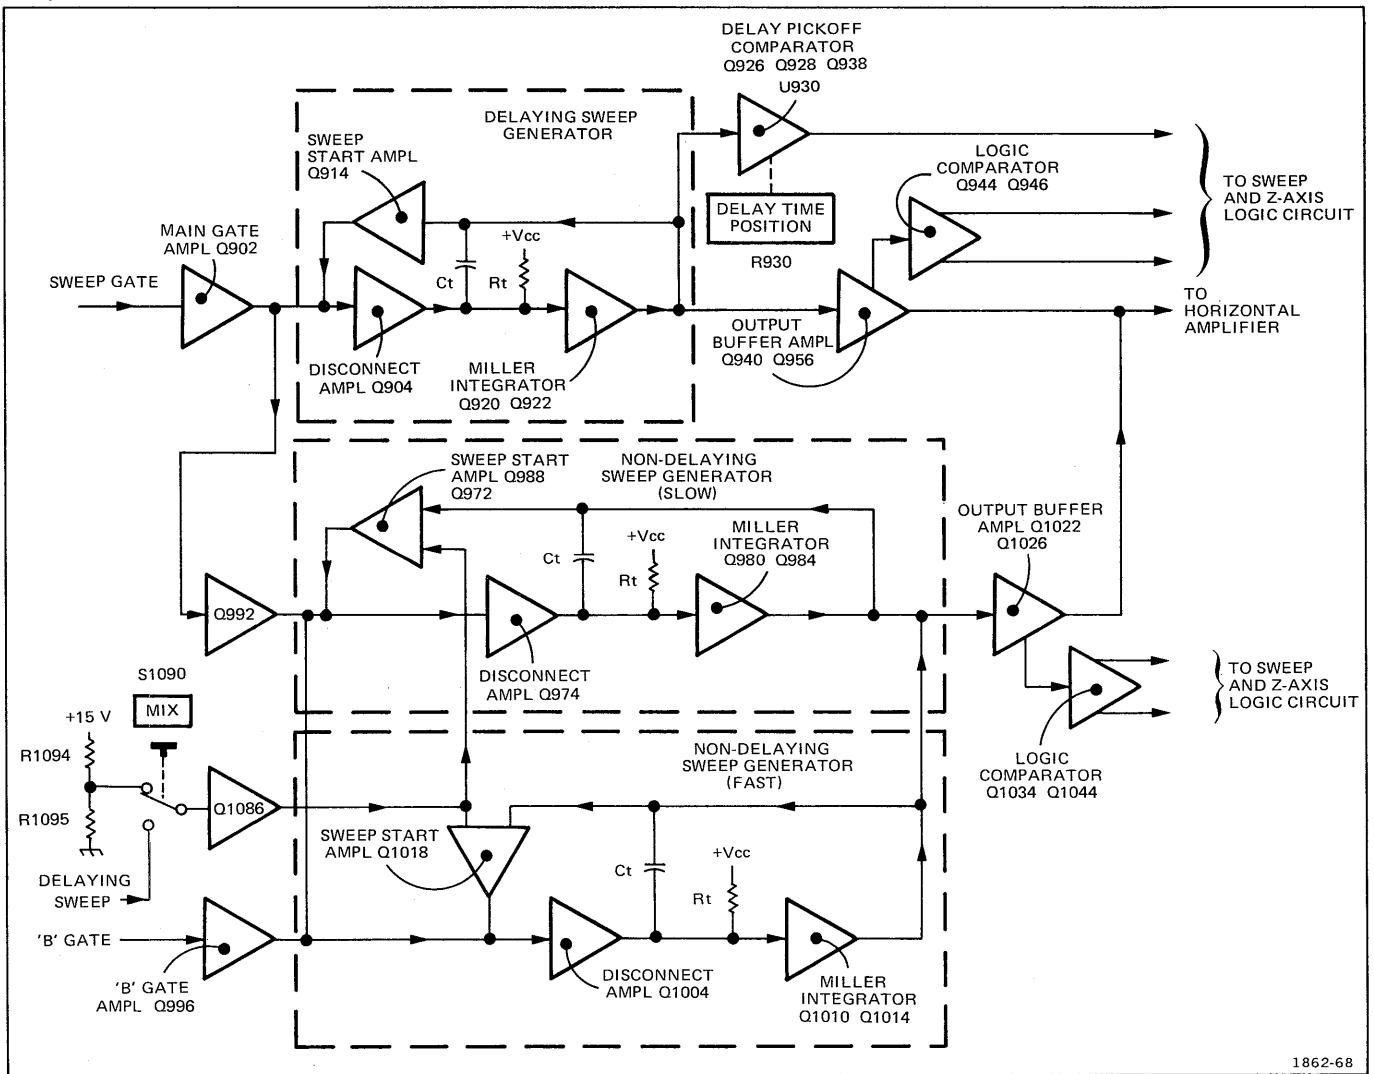 DELAY PICKOFF
COMPARATOR
Q926 Q928 Q938
U930
DELAYING SWEEP
GENERATOR
SWEEP
START AMPL
Q914
LOGIC
COMPARATOR
Q944 Q946
TO SWEEP
AND Z-AXIS
LOGIC CIRCUIT
MAIN GATE
AMPL Q902
DELAY TIME
POSITION
R930
+Vcc
Ct
Rt
SWEEP GATE
TO
HORIZONTAL
AMPLIFIER
OUTPUT
BUFFER AMPL
Q940 Q956
DISCONNECT
AMPL Q904
MILLER
INTEGRATOR
Q920 Q922
SWEEP START
AMPL Q988
Q972
NON-DELAYING
SWEEP GENERATOR
(SLOW)
OUTPUT BUFFER
AMPL Q1022
Q1026
+Vcc
MILLER
INTEGRATOR
Q980 Q984
Ct
Rt
Q992
DISCONNECT
AMPL Q974
TO SWEEP
AND Z-AXIS
LOGIC CIRCUIT
S1090
MIX
+15 V
R1094
R1095
Q1086
NON-DELAYING
SWEEP GENERATOR
(FAST)
LOGIC
COMPARATOR
Q1034 Q1044
SWEEP START
AMPL Q1018
+Vcc
Ct
Rt
DELAYING
SWEEP
'B' GATE
'B' GATE
AMPL Q996
DISCONNECT
AMPL Q1004
MILLER
INTEGRATOR
Q1010 Q1014
1862-68